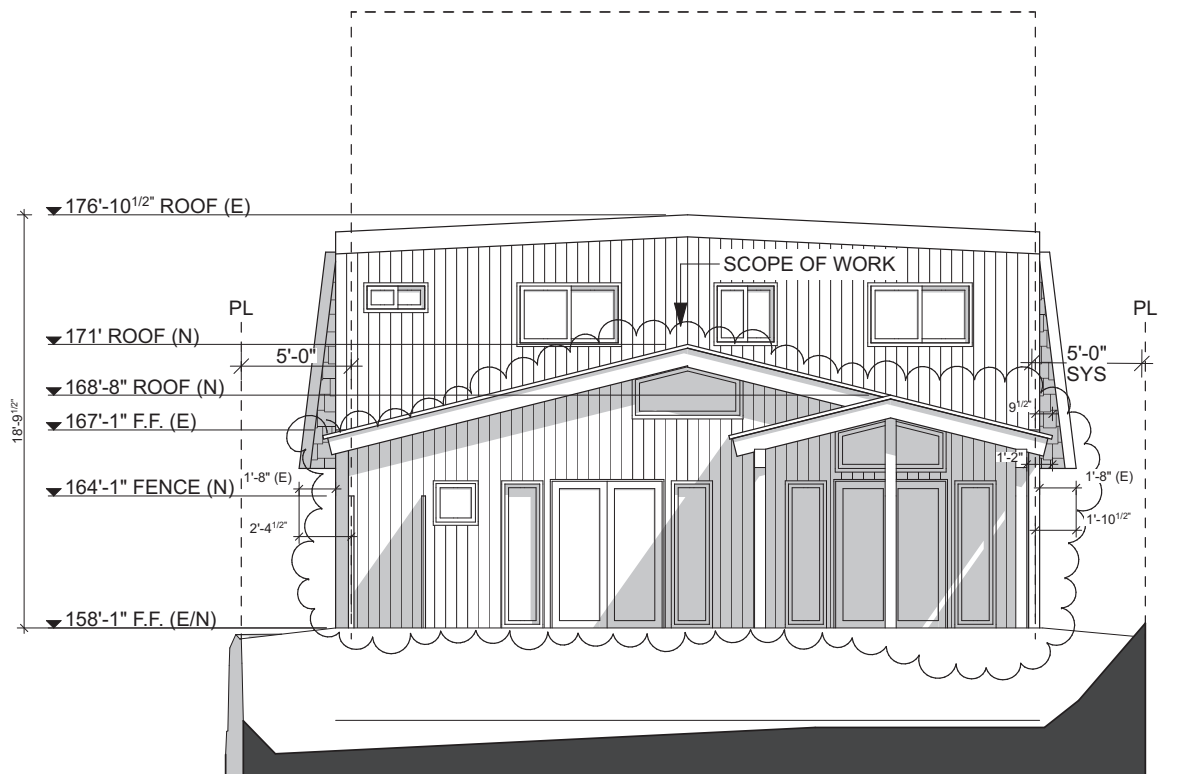 176'-10 1/2" ROOF (E)
SCOPE OF WORK
PL
PL
171' ROOF (N)
5'-0"
5'-0"
SYS
168'-8" ROOF (N)
9 1/2"
167'-1" F.F. (E)
18'-9 1/2"
1'-2"
1'-8" (E)
1'-8" (E)
164'-1" FENCE (N)
2'-4 1/2"
1'-10 1/2"
158'-1" F.F. (E/N)